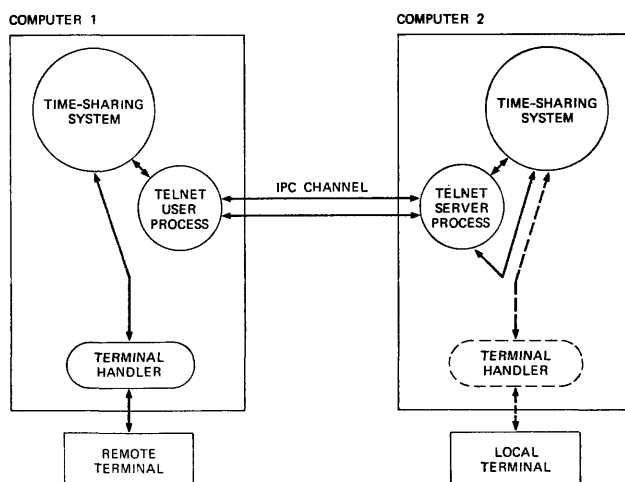 COMPUTER 1
TIME-SHARING
SYSTEM
TELNET
USER
PROCESS
TERMINAL
HANDLER
REMOTE
TERMINAL
IPC CHANNEL
COMPUTER 2
TIME-SHARING
SYSTEM
TELNET
SERVER
PROCESS
TERMINAL
HANDLER
LOCAL
TERMINAL